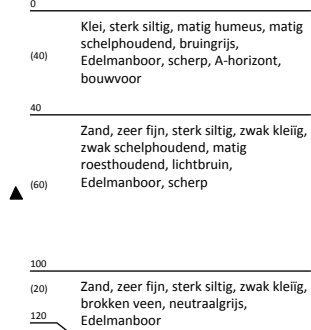 0
Klei, sterk siltig, matig humeus, matig
schelphoudend, bruingrijs,
(40) Edelmanboor, scherp, A-horizont,
bouwvoor
40
Zand, zeer fijn, sterk siltig, zwak kleiïg,
zwak schelphoudend, matig
roesthoudend, lichtbruin,
(60) Edelmanboor, scherp
100
(20) Zand, zeer fijn, sterk siltig, zwak kleiïg,
brokken veen, neutraalgrijs,
120 Edelmanboor